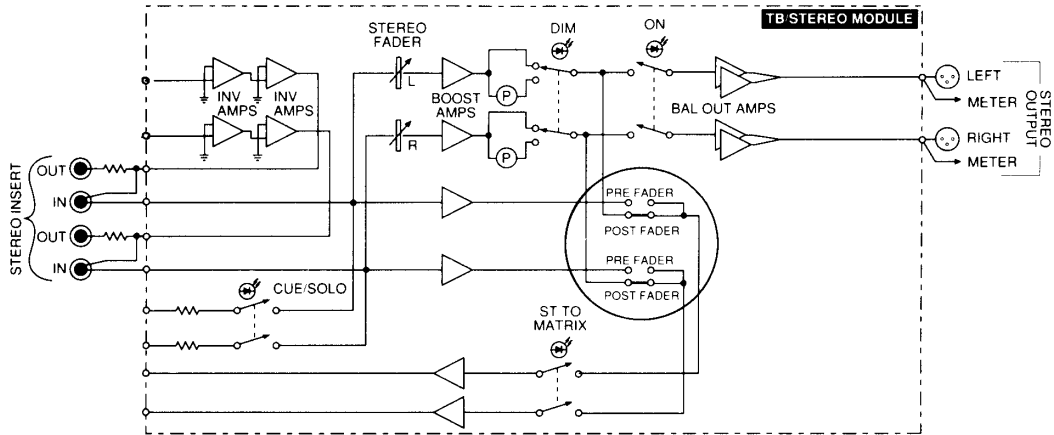 TB/STEREO MODULE
STEREO
FADER
DIM
ON
L
P
INV
AMPS
INV
AMPS
BOOST
AMPS
BAL OUT AMPS
R
P
LEFT
METER
RIGHT
METER
STEREO
OUTPUT
STEREO INSERT
OUT
IN
OUT
IN
PRE FADER
POST FADER
PRE FADER
POST FADER
CUE/SOLO
ST TO
MATRIX